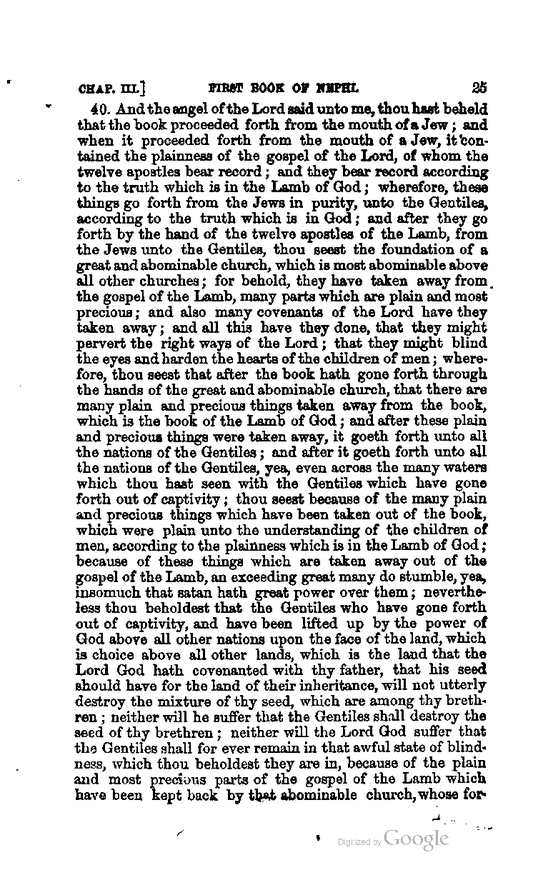 CHAP. III.] FIRST BOOK OF NEPHI. 25
40. And the angel of the Lord said unto me, thou hast beheld
that the book proceeded forth from the mouth of a Jew; and
when it proceeded forth from the mouth of a Jew, it con-
tained the plainness of the gospel of the Lord, of whom the
twelve apostles bear record; and they bear record according
to the truth which is in the Lamb of God; wherefore, these
things go forth from the Jews in purity, unto the Gentiles,
according to the truth which is in God; and after they go
forth by the hand of the twelve apostles of the Lamb, from
the Jews unto the Gentiles, thou seest the foundation of a
great and abominable church, which is most abominable above
all other churches; for behold, they have taken away from
the gospel of the Lamb, many parts which are plain and most
precious; and also many covenants of the Lord have they
taken away; and all this have they done, that they might
pervert the right ways of the Lord; that they might blind
the eyes and harden the hearts of the children of men; where-
fore, thou seest that after the book hath gone forth through
the hands of the great and abominable church, that there are
many plain and precious things taken away from the book,
which is the book of the Lamb of God; and after these plain
and precious things were taken away, it goeth forth unto all
the nations of the Gentiles; and after it goeth forth unto all
the nations of the Gentiles, yea, even across the many waters
which thou hast seen with the Gentiles which have gone
forth out of captivity; thou seest because of the many plain
and precious things which have been taken out of the book,
which were plain unto the understanding of the children of
men, according to the plainness which is in the Lamb of God;
because of these things which are taken away out of the
gospel of the Lamb, an exceeding great many do stumble, yea,
insomuch that satan hath great power over them; neverthe-
less thou beholdest that the Gentiles who have gone forth
out of captivity, and have been lifted up by the power of
God above all other nations upon the face of the land, which
is choice above all other lands, which is the land that the
Lord God hath covenanted with thy father, that his seed
should have for the land of their inheritance, will not utterly
destroy the mixture of thy seed, which are among thy breth-
ren; neither will he suffer that the Gentiles shall destroy the
seed of thy brethren; neither will the Lord God suffer that
the Gentiles shall for ever remain in that awful state of blind-
ness, which thou beholdest they are in, because of the plain
and most precious parts of the gospel of the Lamb which
have been kept back by that abominable church, whose for-
Digitized by Google